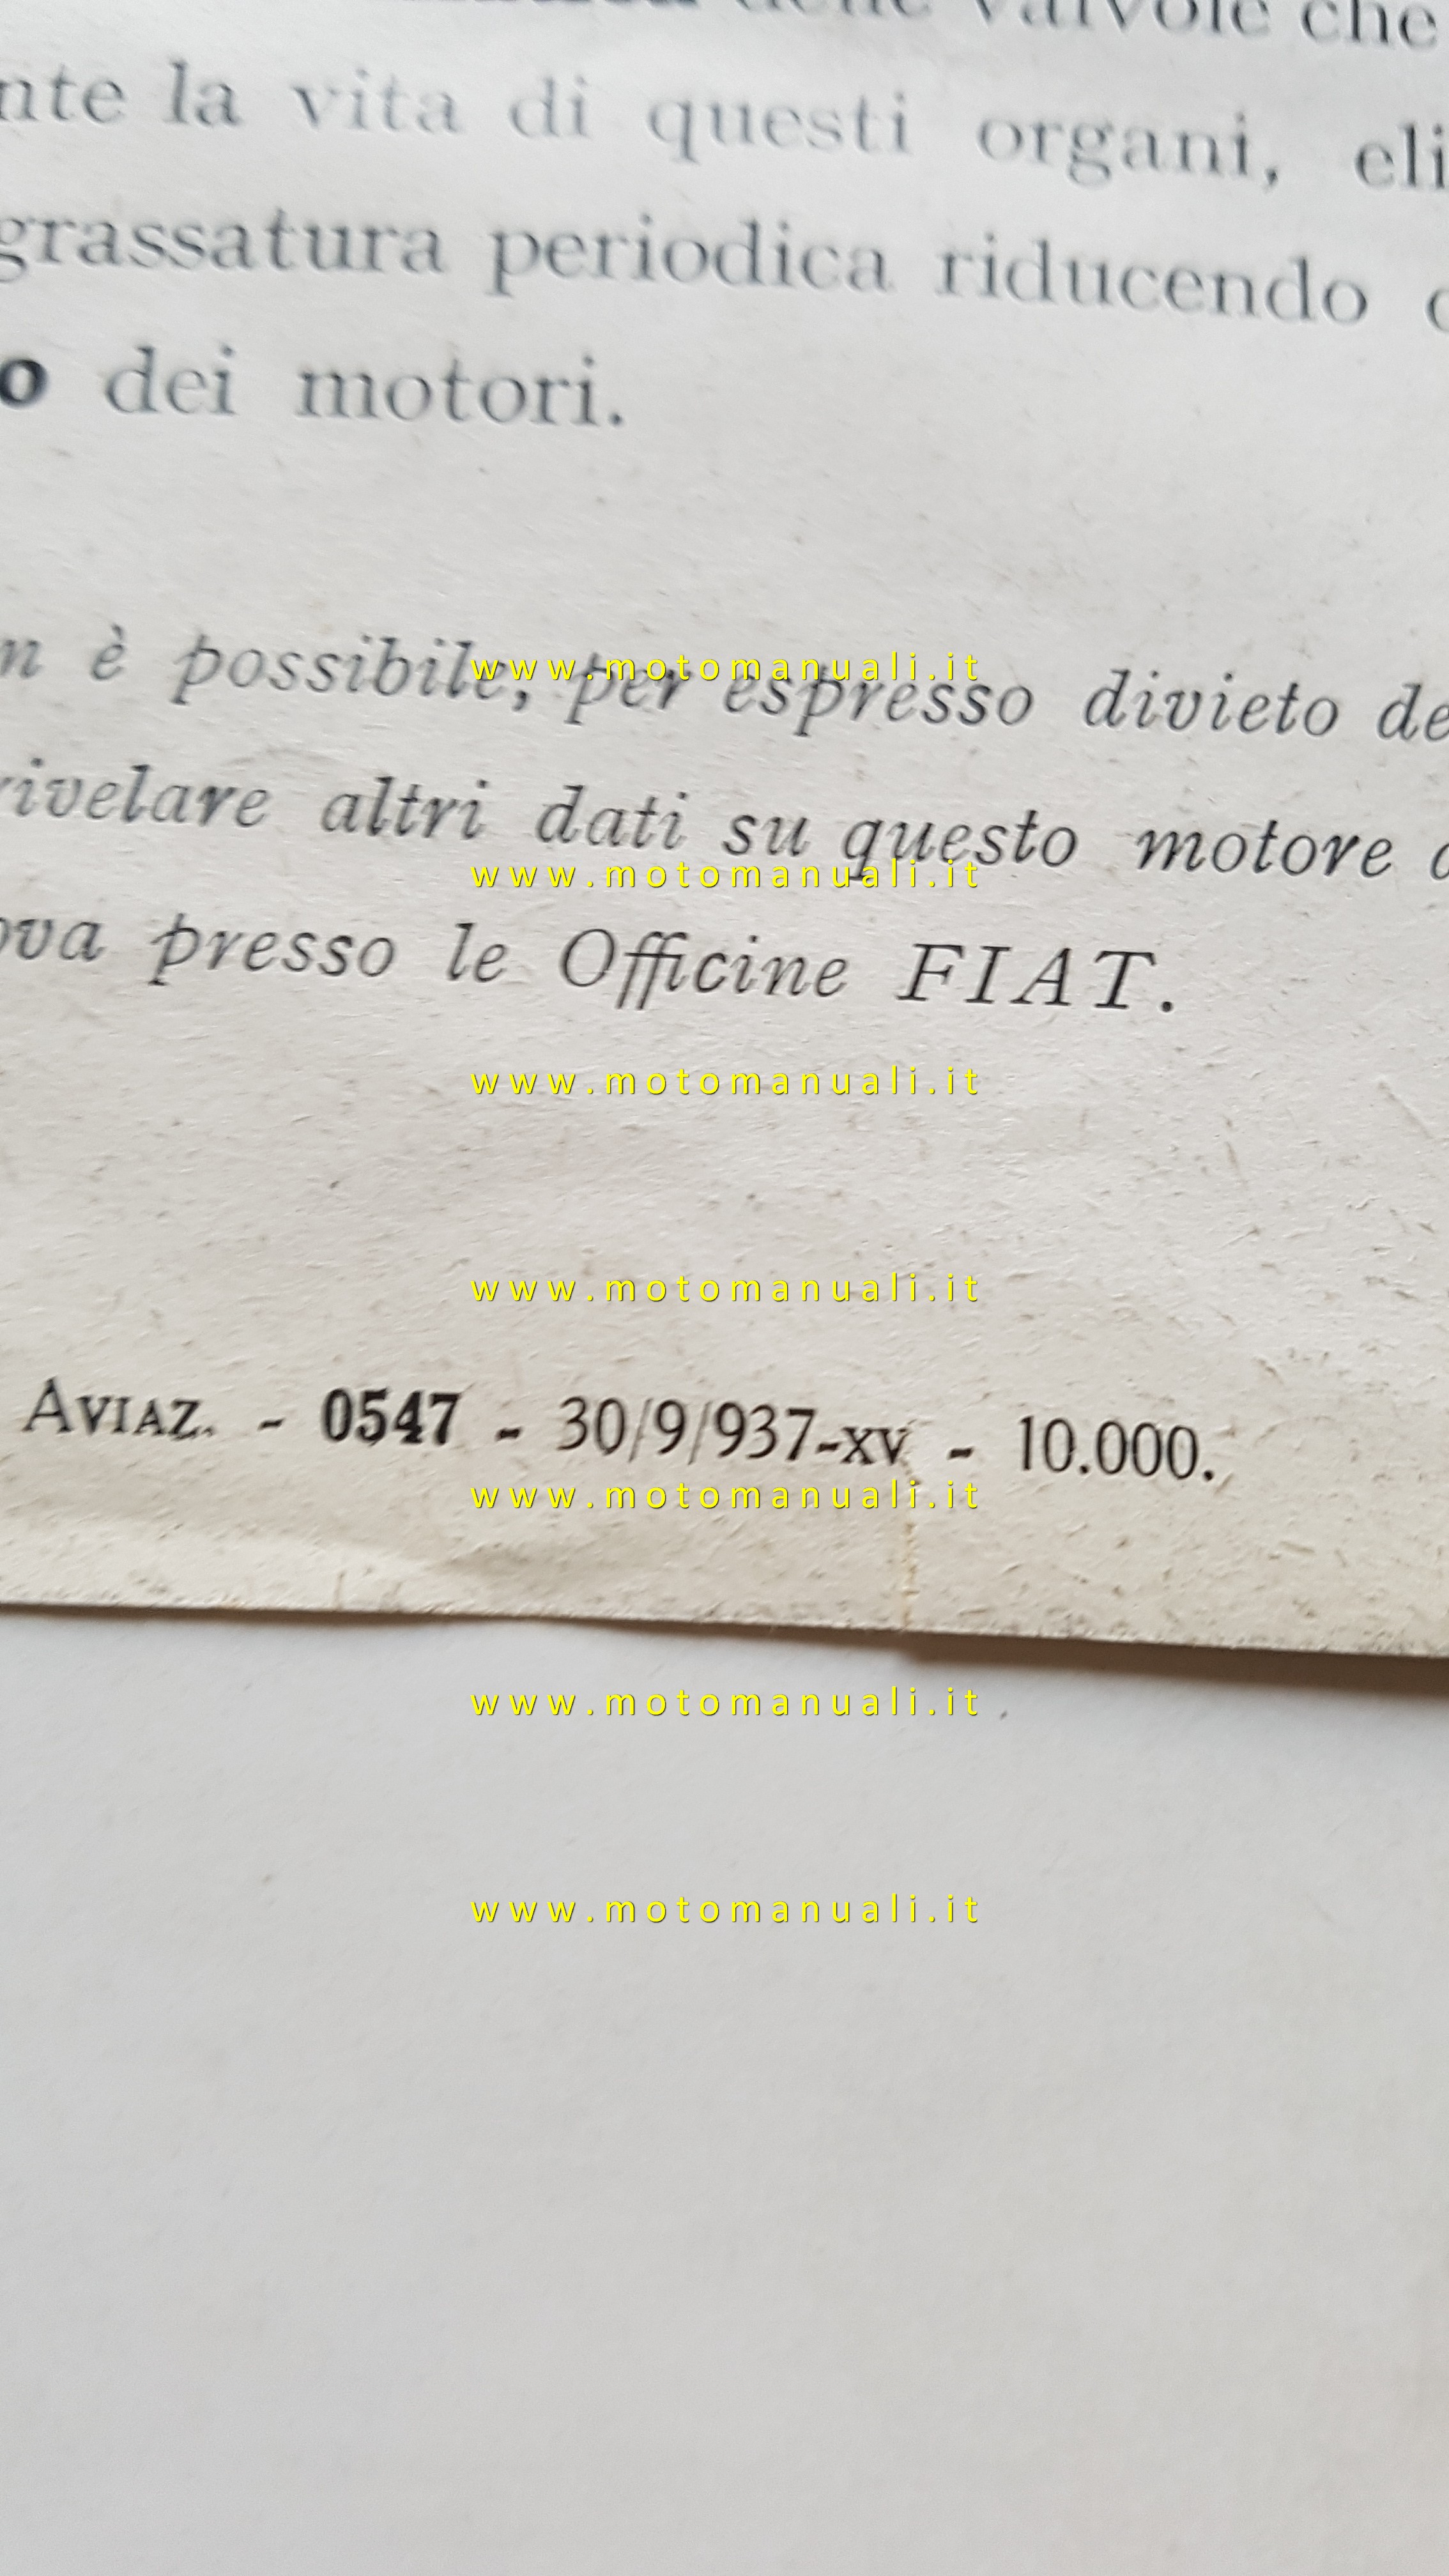 delle valvole che
nte la vita di questi organi, eli
grassatura periodica riducendo
o dei motori.
n è possibile, per espresso divieto de
www.motomanuali.it
rivelare altri dati su questo motore
www.motomanuali.it
ova presso le Officine FIAT.
www.motomanuali.it
www.motomanuali.it
AVIAZ. - 0547 - 30/9/937-XV - 10.000.
www.motomanuali.it
www.motomanuali.it
www.motomanuali.it